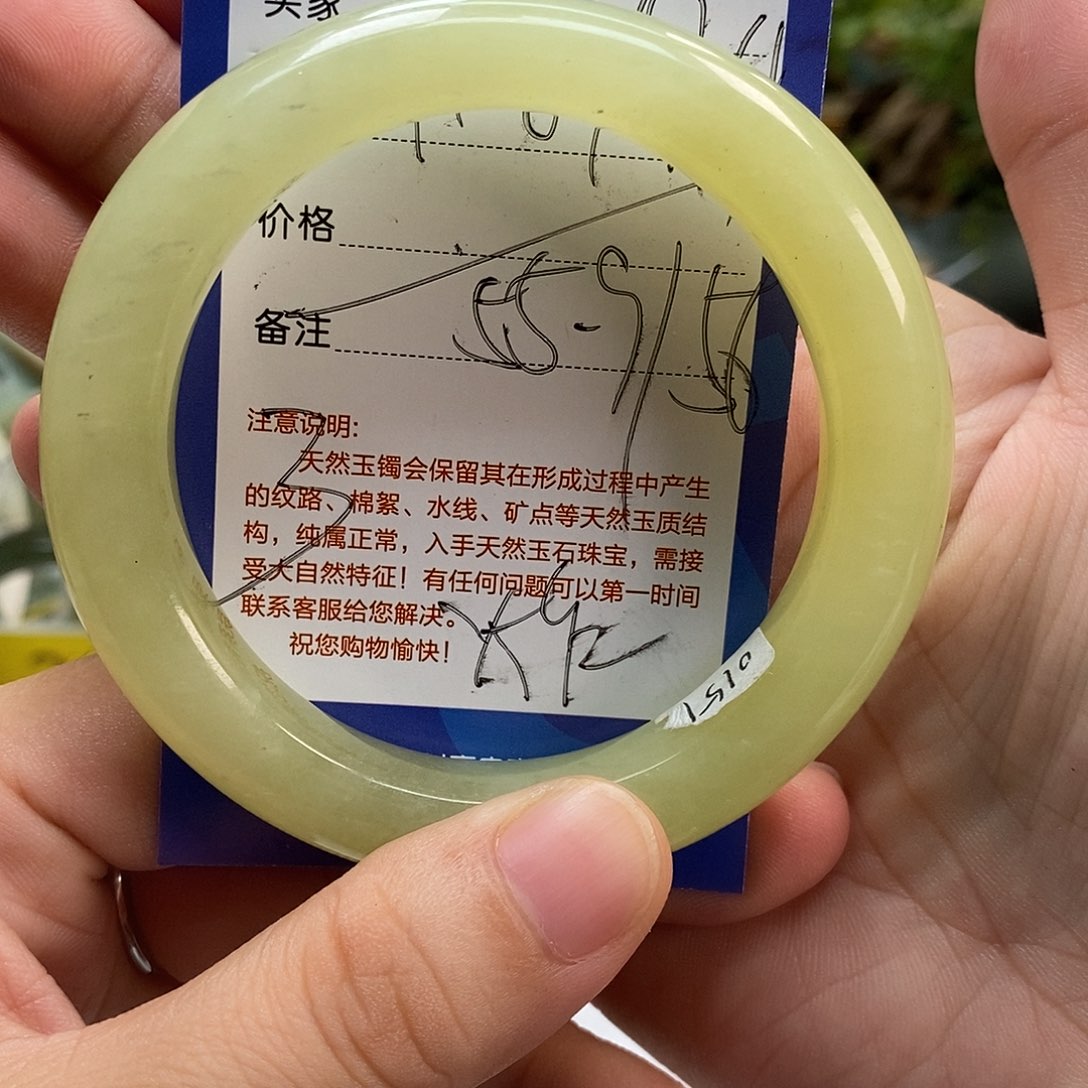 买家
价格
备注
55-9/5
注意说明:
天然玉镯会保留其在形成过程中产生
的纹路、棉絮、水线、矿点等天然玉质结
构，纯属正常，入手天然玉石珠宝，需接
受大自然特征！有任何问题可以第一时间
联系客服给您解决。
祝您购物愉快！